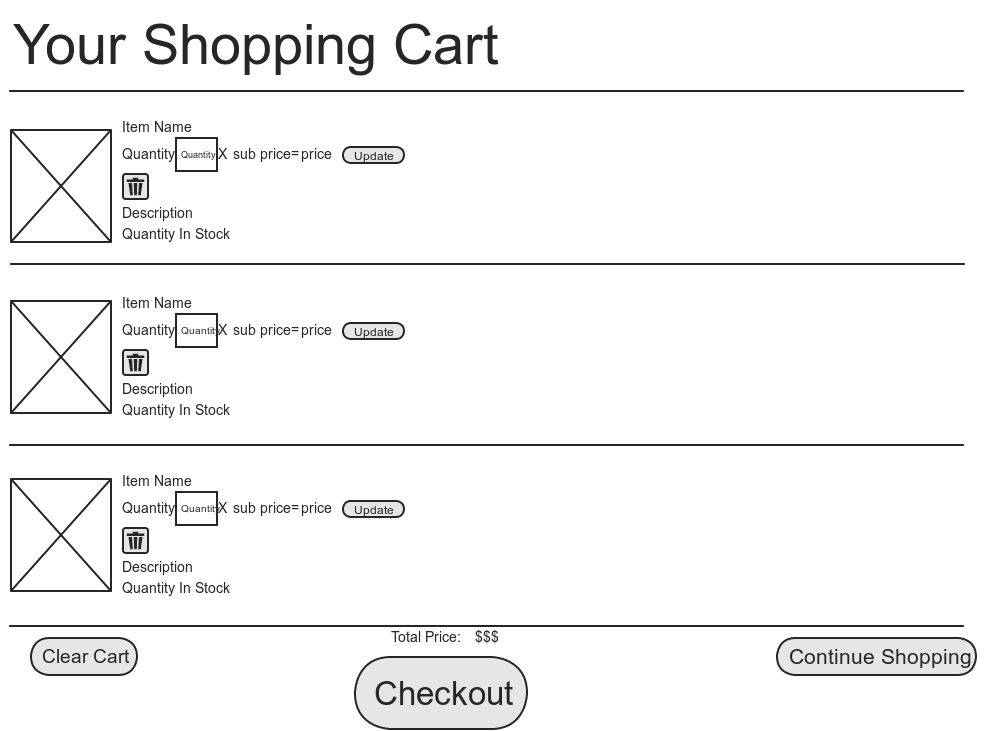 Your Shopping Cart
Item Name
Quantity Quantity X sub price= price Update
Description
Quantity In Stock
Item Name
Quantity Quantity X sub price= price Update
Description
Quantity In Stock
Item Name
Quantity Quantity X sub price= price Update
Description
Quantity In Stock
Total Price: $$$
Clear Cart Continue Shopping
Checkout